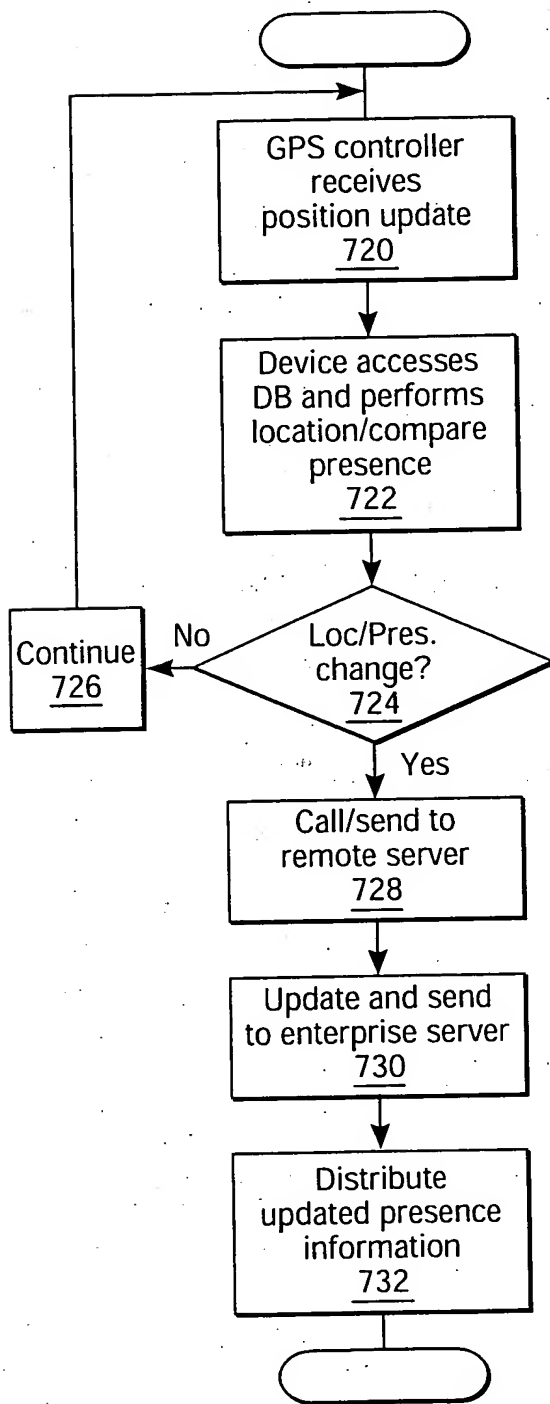 GPS controller
receives
position update
720
Device accesses
DB and performs
location/compare
presence
722
Loc/Pres.
change?
724
No
Continue
726
Yes
Call/send to
remote server
728
Update and send
to enterprise server
730
Distribute
updated presence
information
732